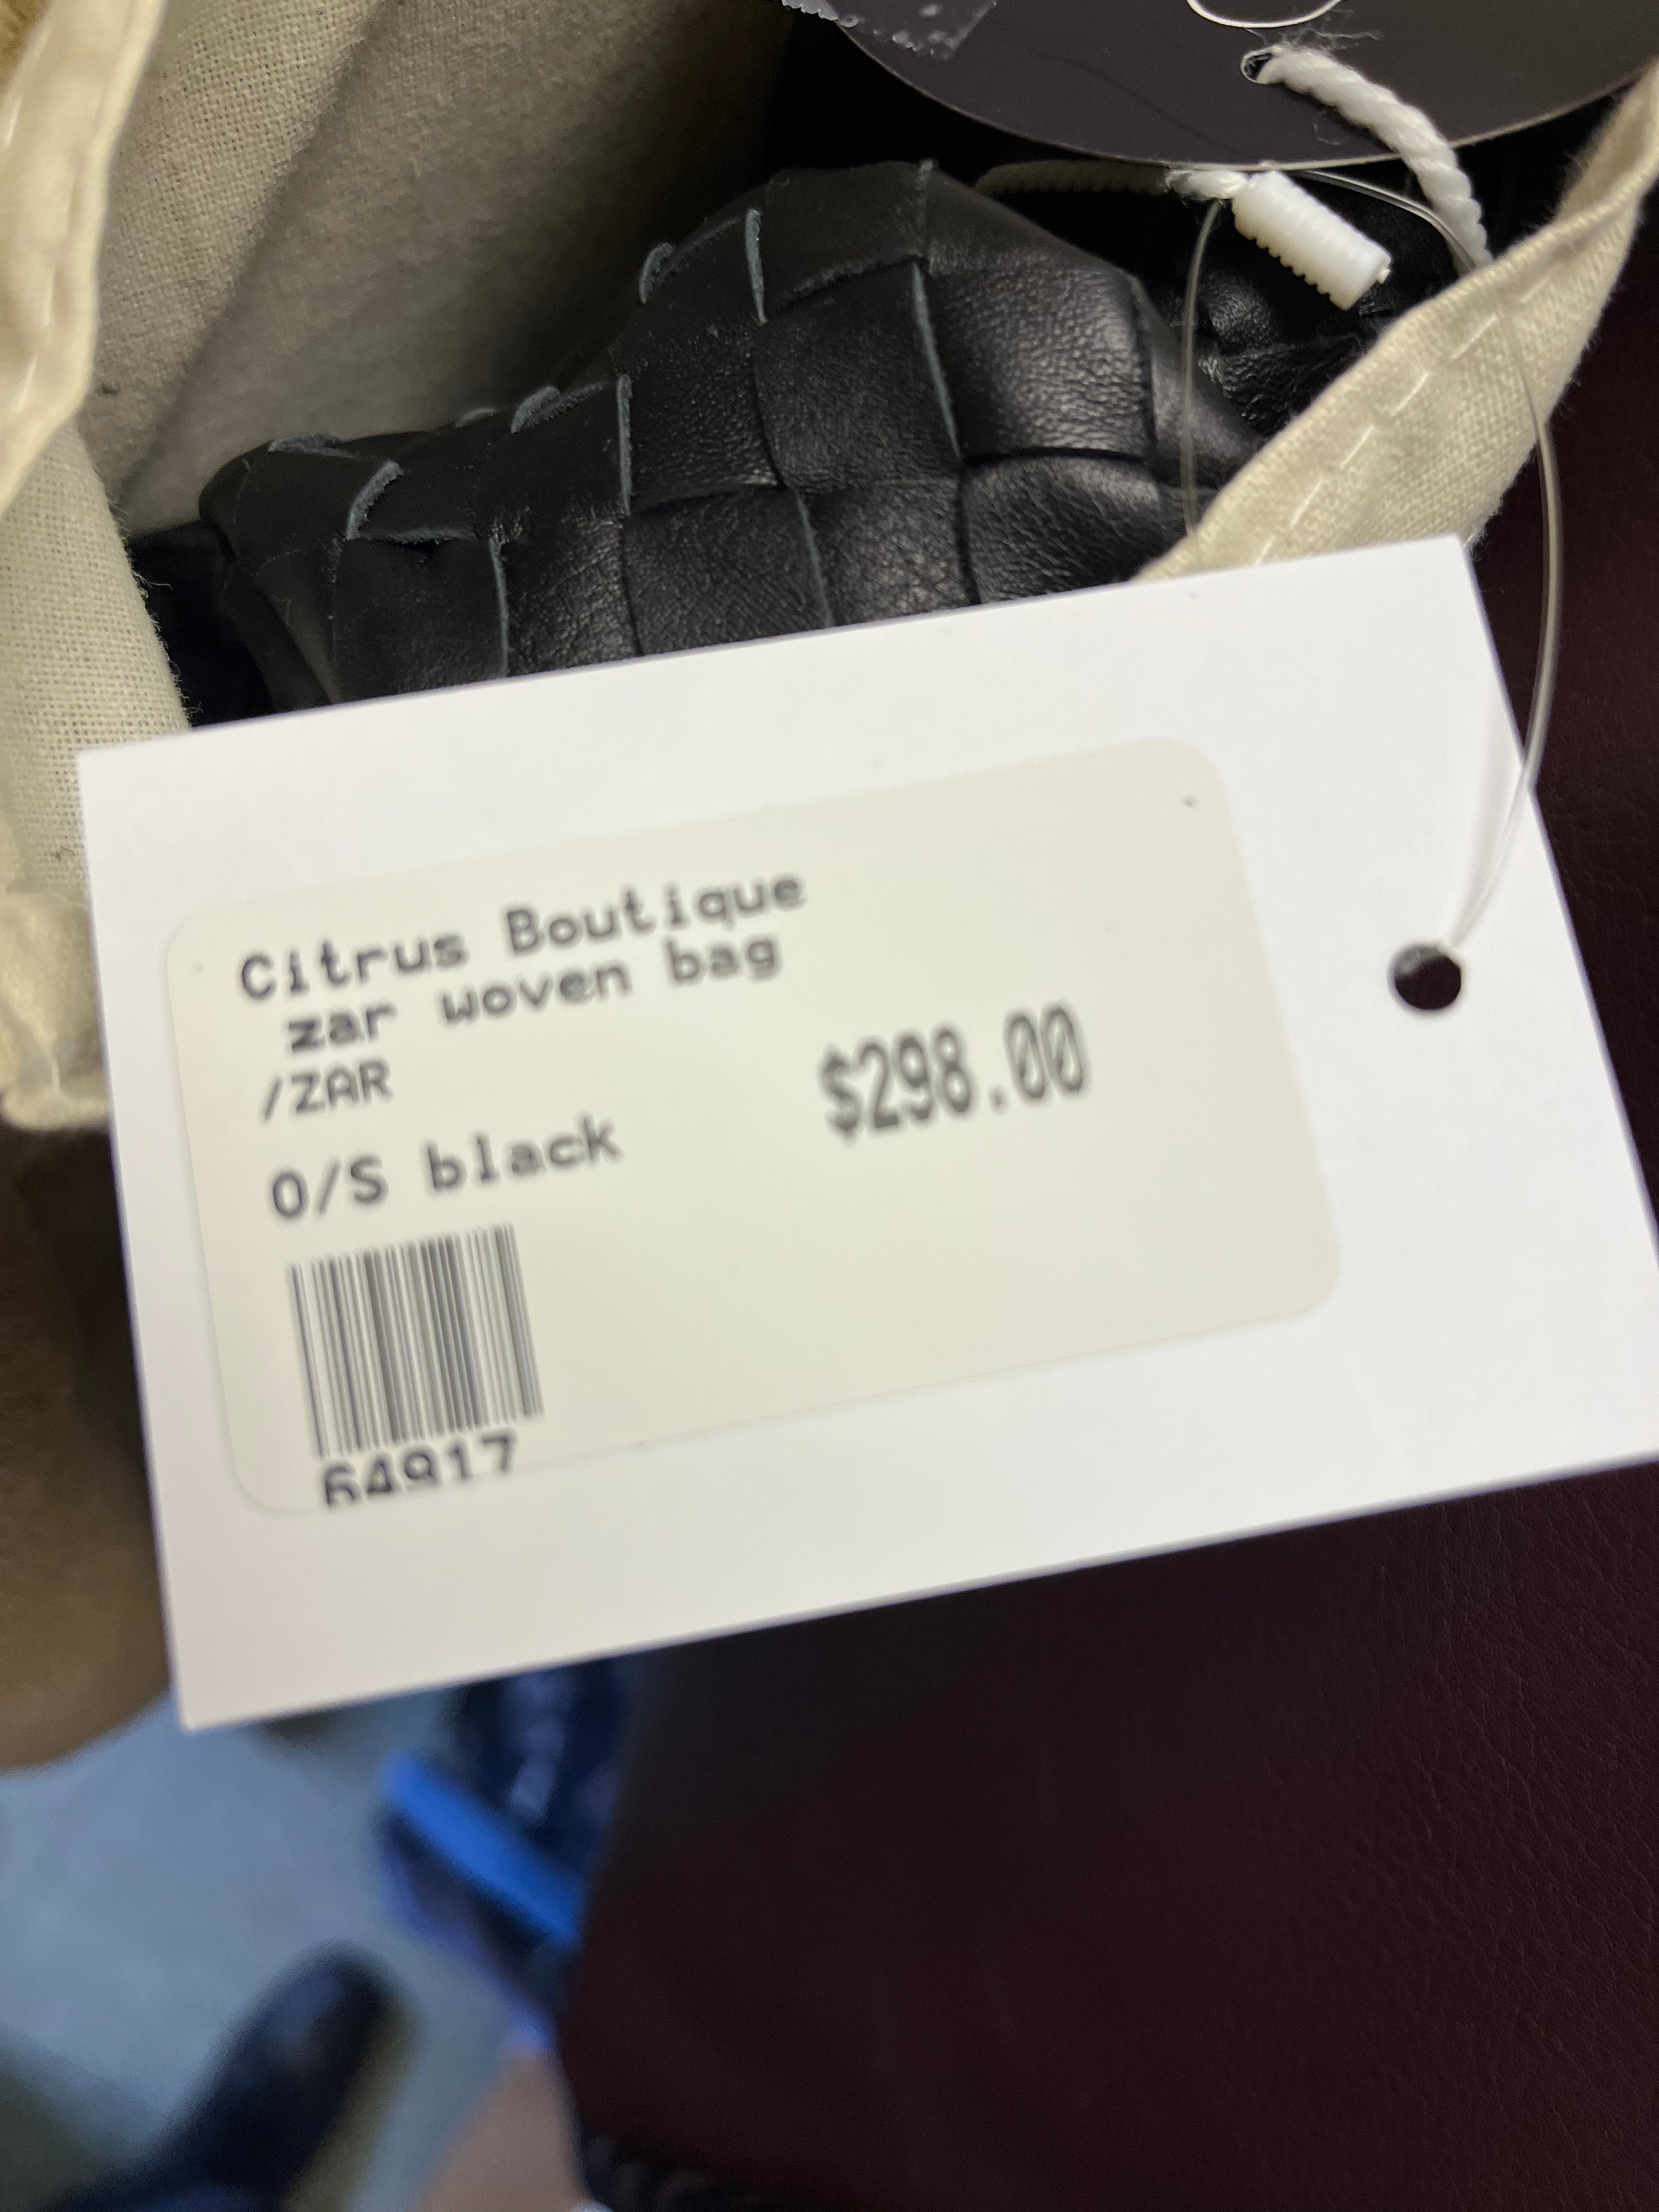 Citrus Boutique
zar woven bag
/ZAR
$298.00
O/S black
64917